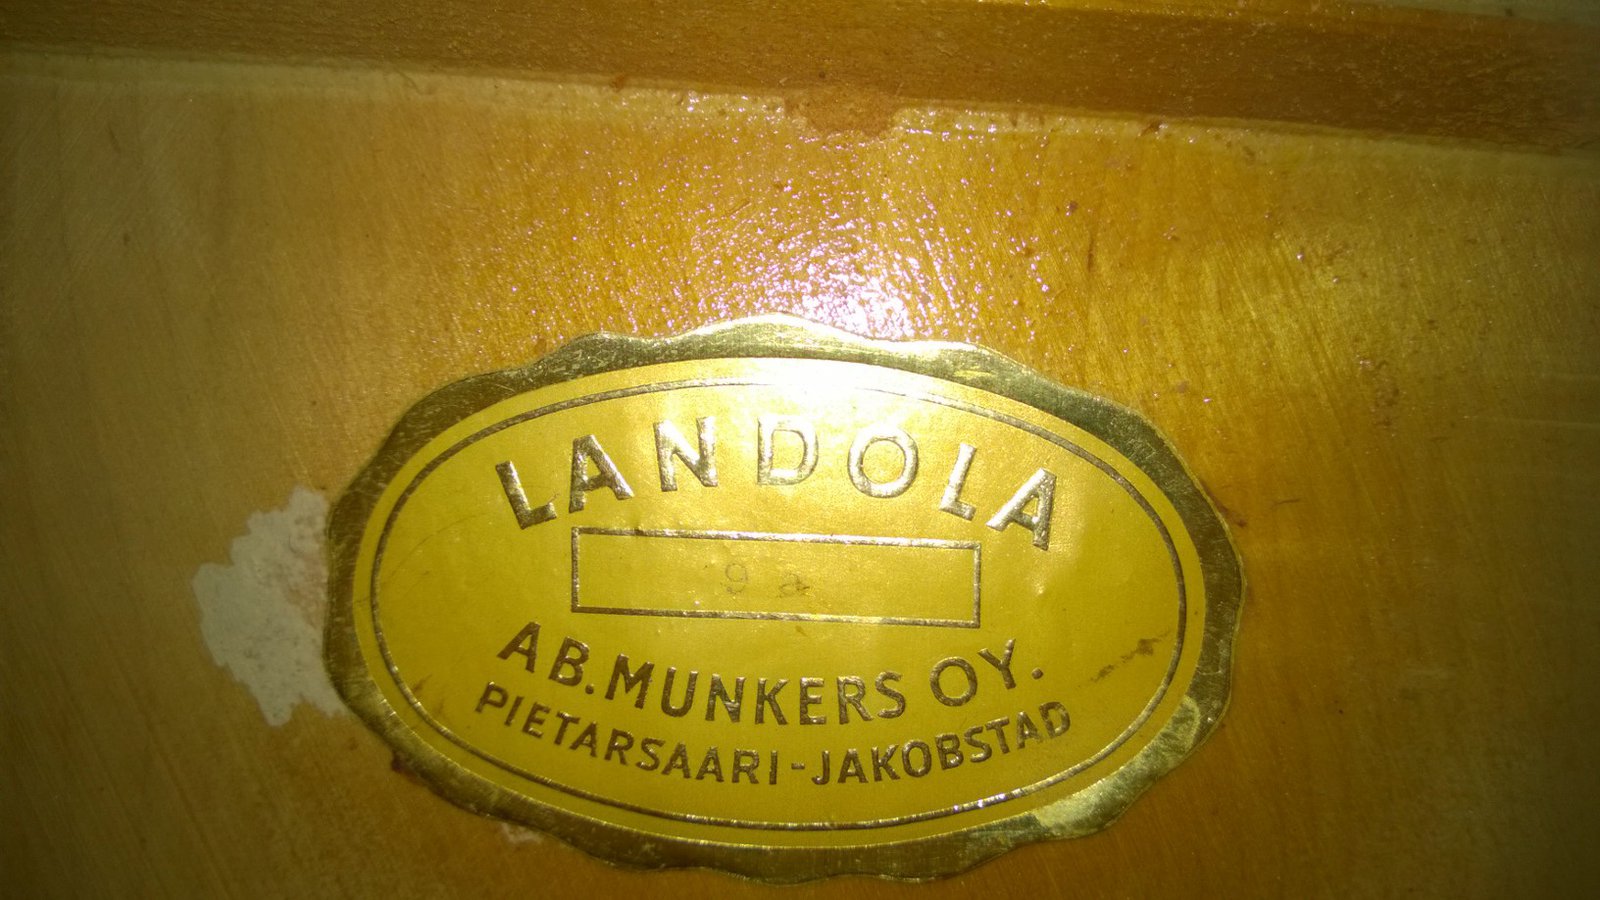 LANDOLA
9 a
AB. MUNKERS OY.
PIETARSAARI-JAKOBSTAD